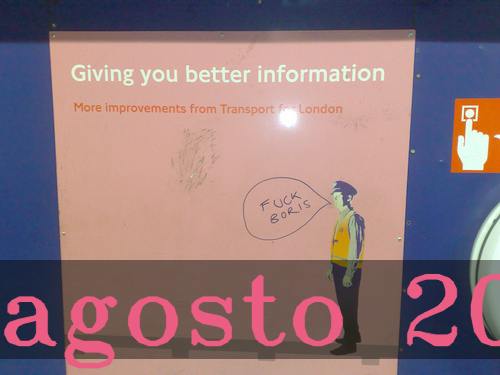 Giving you better information
More improvements from Transport for London
FUCK
BORIS
agosto 20